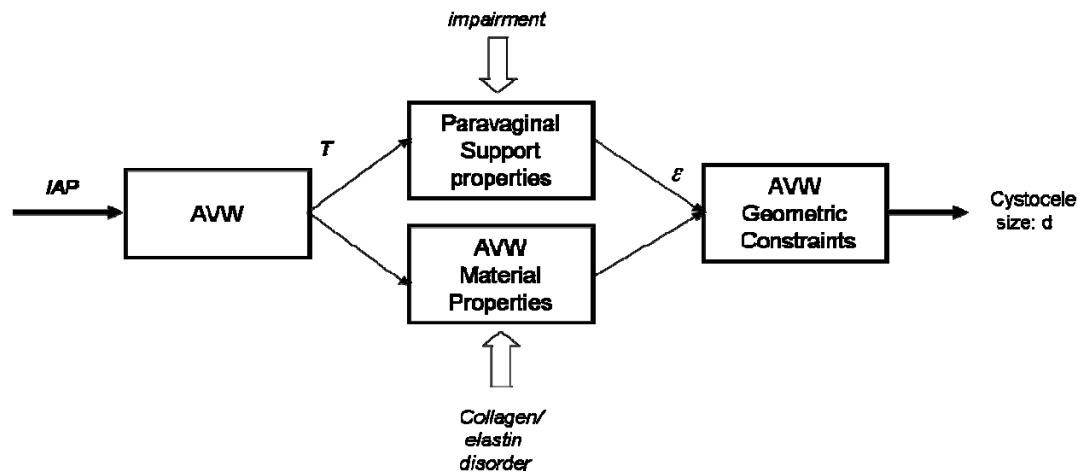 impairment
Paravaginal
Support
properties
T
IAP
AVW
ε
AVW
Geometric
Constraints
Cystocele
size: d
AVW
Material
Properties
Collagen/
elastin
disorder